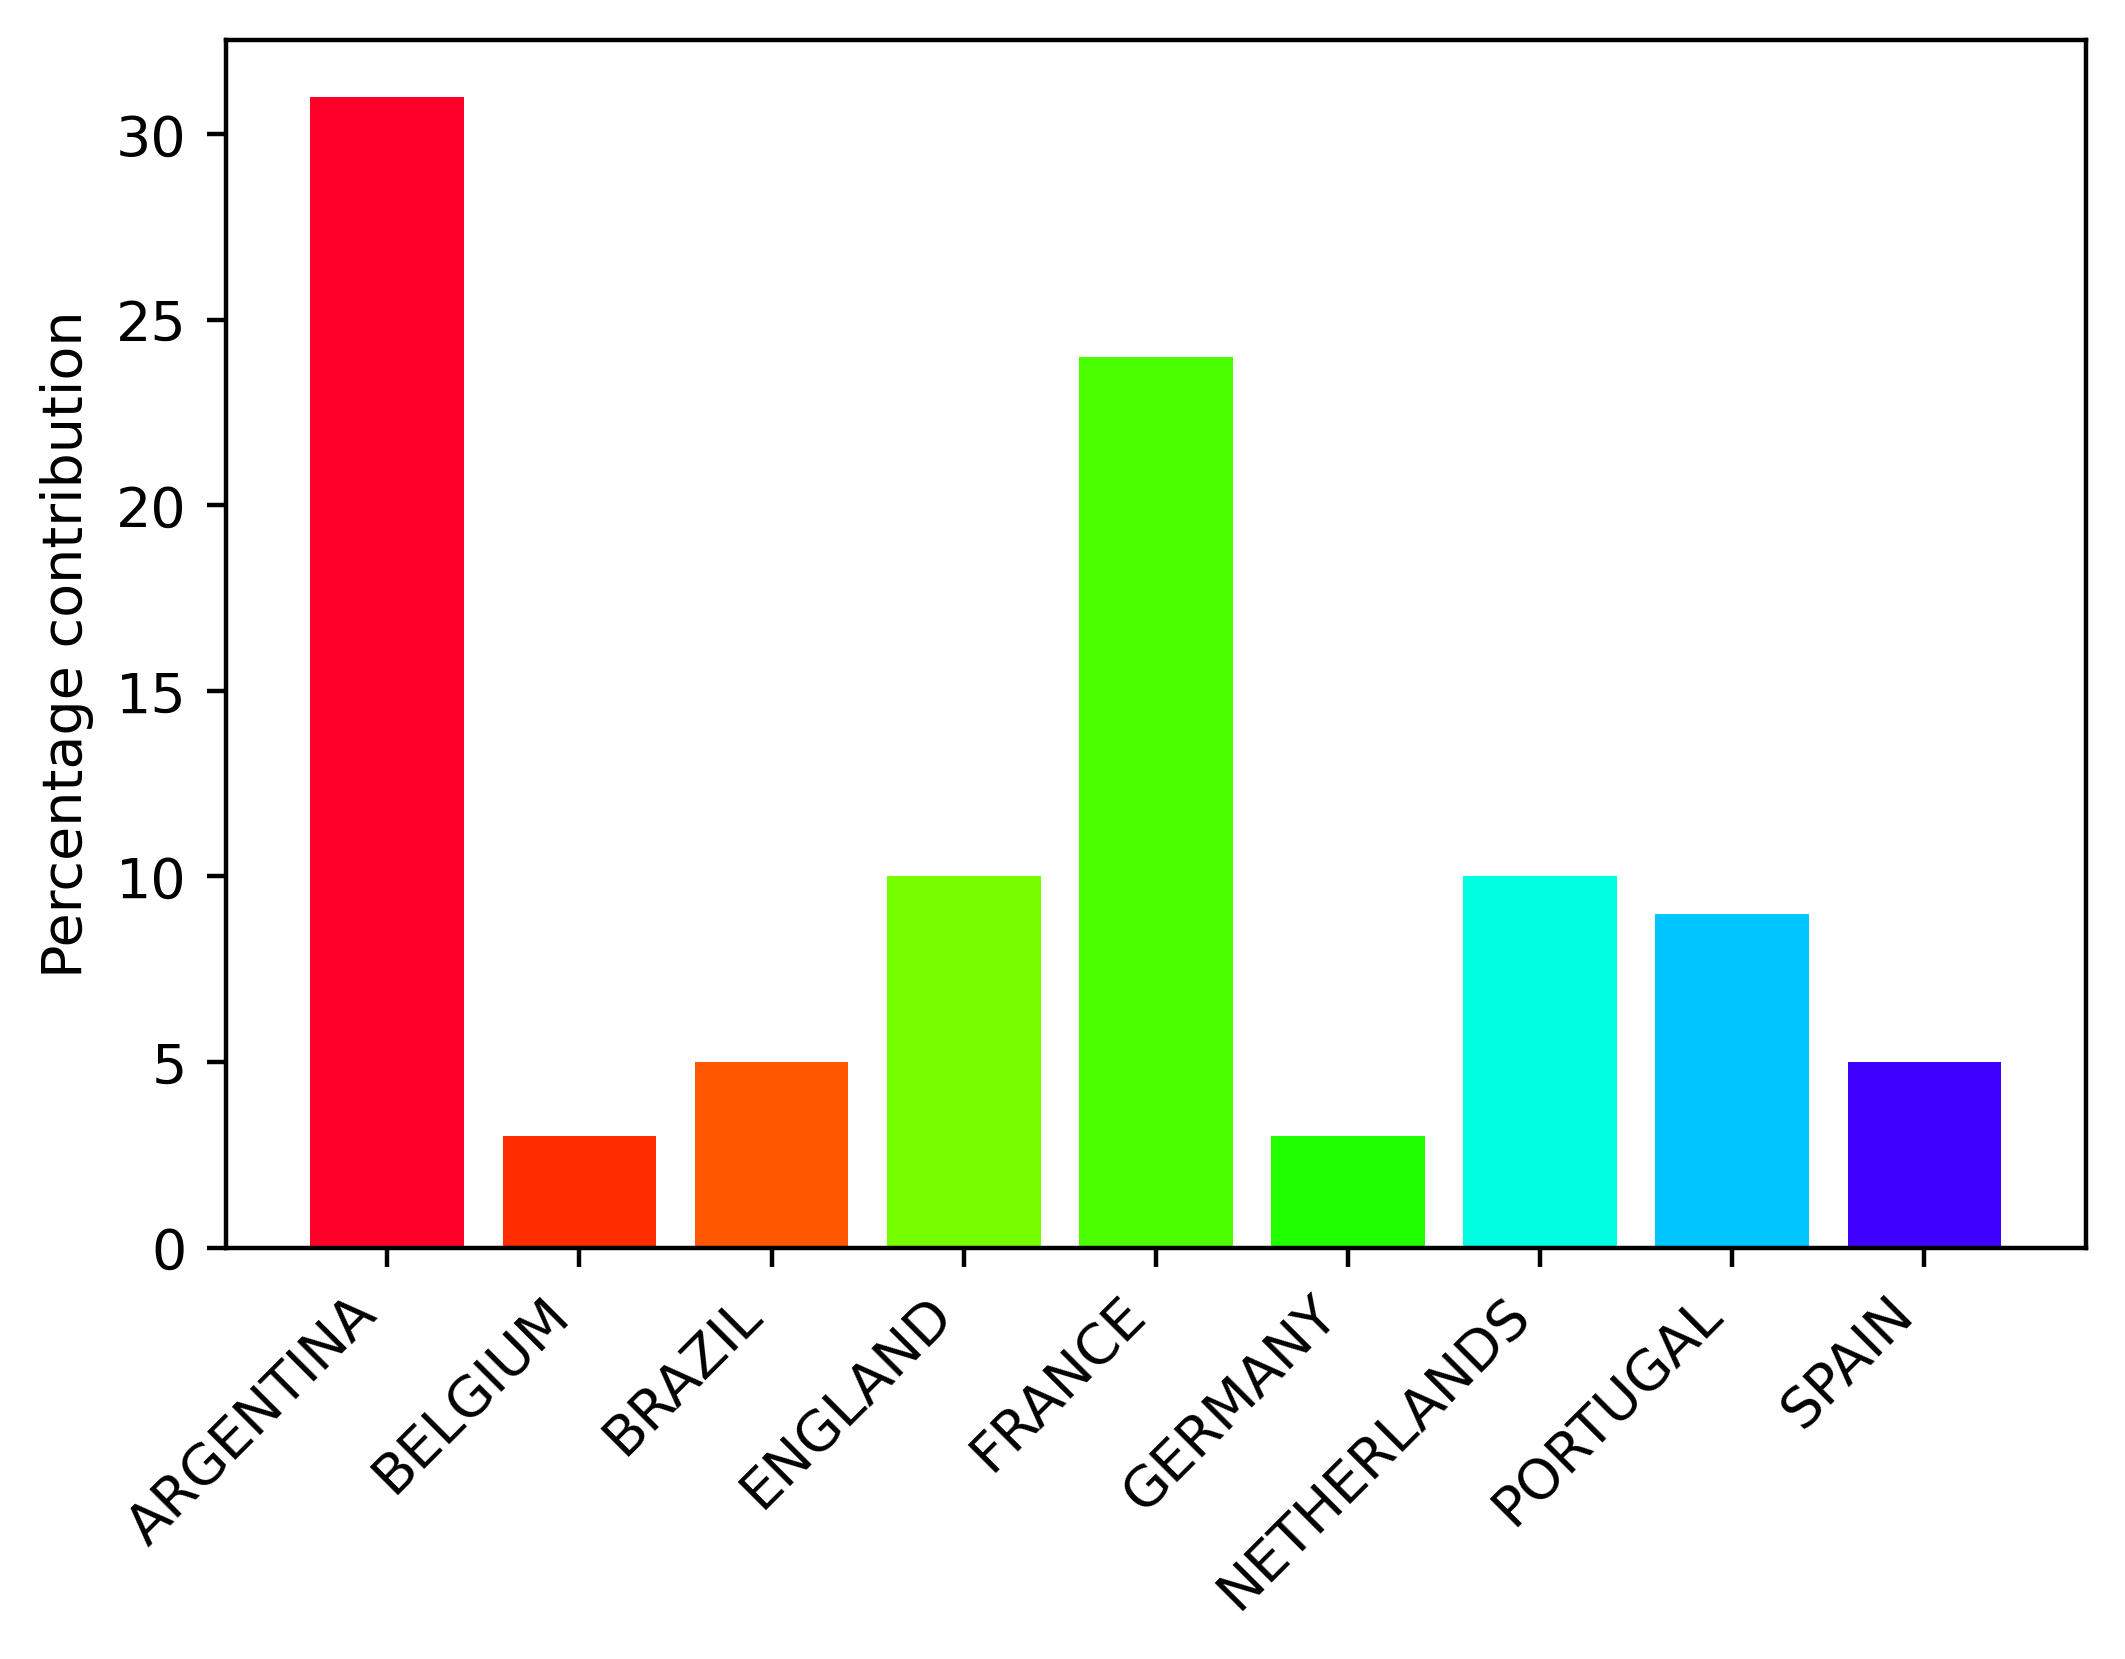 Percentage contribution
30
25
20
15
10
5
0
ARGENTINA
BELGIUM
BRAZIL
ENGLAND
FRANCE
GERMANY
NETHERLANDS
PORTUGAL
SPAIN